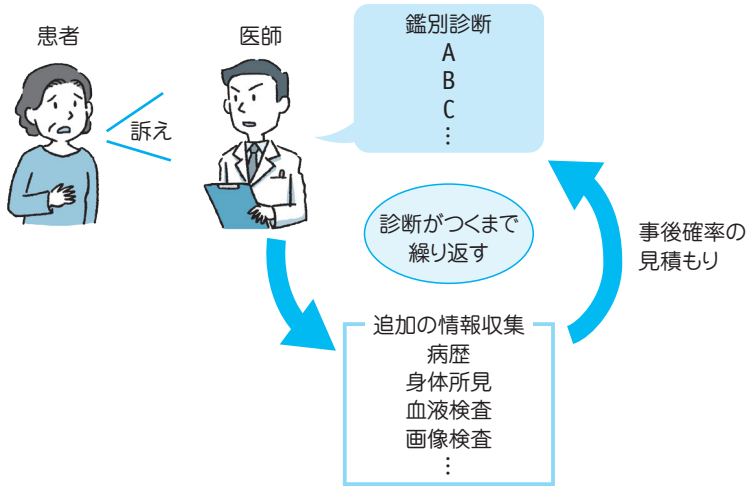 患者
医師
訴え
鑑別診断
A
B
C
⋮
診断がつくまで
繰り返す
事後確率の
見積もり
追加の情報収集
病歴
身体所見
血液検査
画像検査
⋮